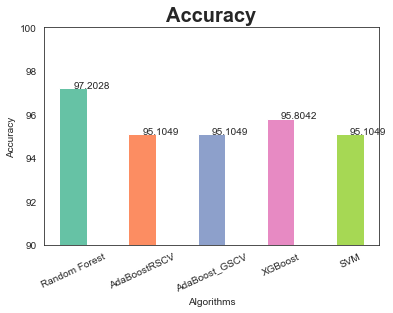 Accuracy
100
98
96
94
92
90
Accuracy
97.2028
95.1049
95.1049
95.8042
95.1049
Random Forest
AdaBoostRSCV
AdaBoost_GSCV
XGBoost
SVM
Algorithms